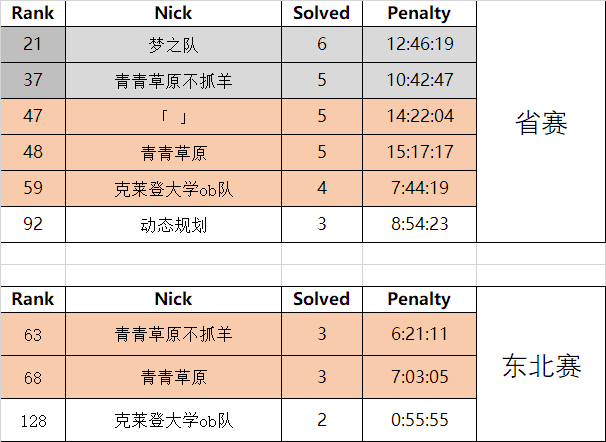 Rank Nick Solved Penalty
21 梦之队 6 12:46:19
37 青青草原不抓羊 5 10:42:47
47 「 」 5 14:22:04
48 青青草原 5 15:17:17
59 克莱登大学ob队 4 7:44:19
92 动态规划 3 8:54:23
省赛
Rank Nick Solved Penalty
63 青青草原不抓羊 3 6:21:11
68 青青草原 3 7:03:05
128 克莱登大学ob队 2 0:55:55
东北赛